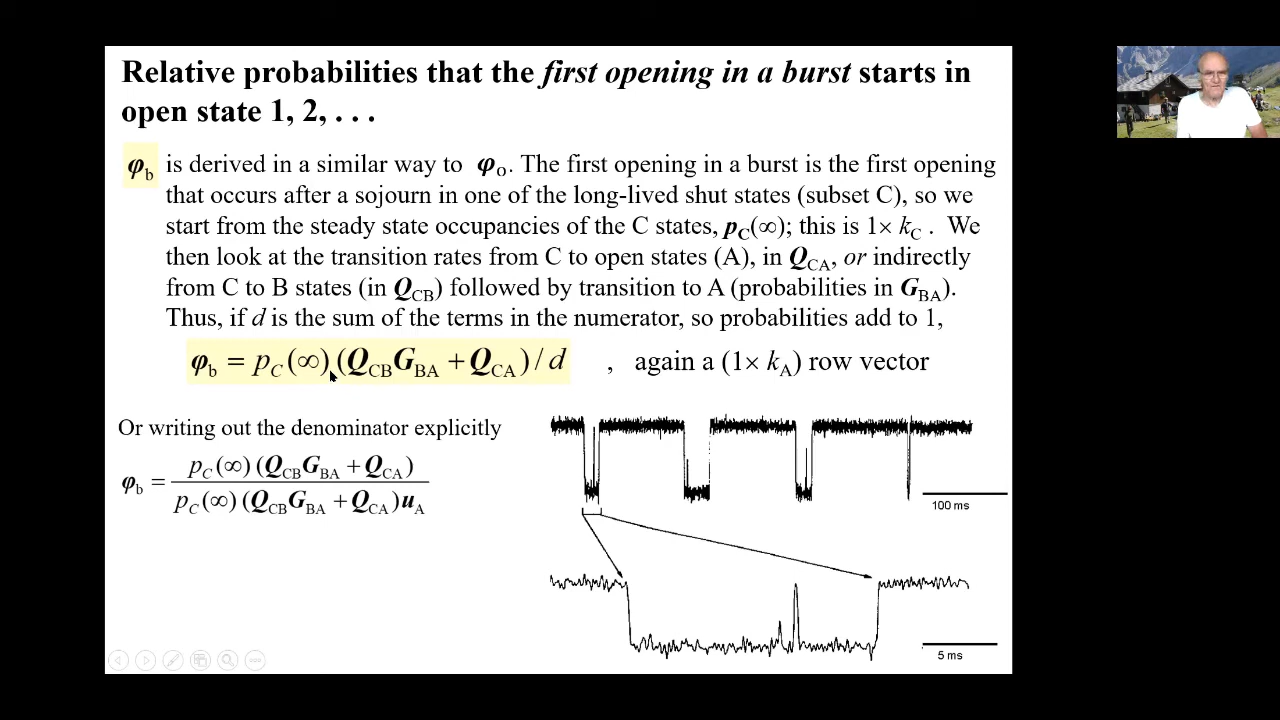 Relative probabilities that the first opening in a burst starts in
open state 1, 2, . . .
φb is derived in a similar way to φo. The first opening in a burst is the first opening
that occurs after a sojourn in one of the long-lived shut states (subset C), so we
start from the steady state occupancies of the C states, pC(∞); this is 1× kC . We
then look at the transition rates from C to open states (A), in QCA, or indirectly
from C to B states (in QCB) followed by transition to A (probabilities in GBA).
Thus, if d is the sum of the terms in the numerator, so probabilities add to 1,
φb = pC(∞)(QCBGBA + QCA) / d , again a (1× kA) row vector
Or writing out the denominator explicitly
φb = pC(∞)(QCBGBA + QCA) / pC(∞)(QCBGBA + QCA)uA
100 ms
5 ms